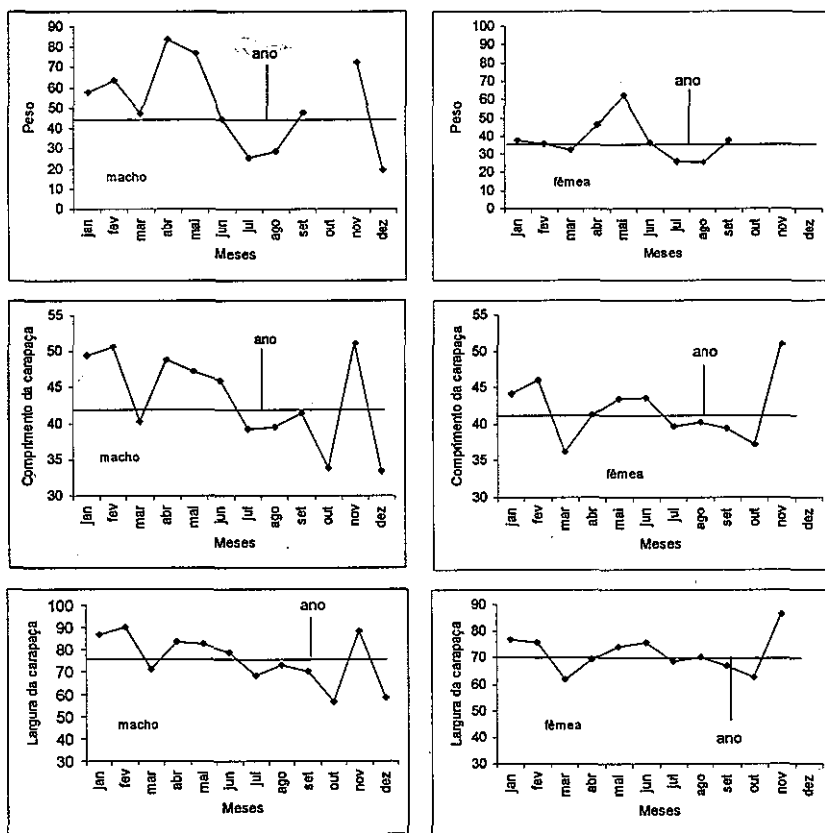 90
80
70
60
50
40
30
20
10
0
Peso
ano
macho
jan fev mar abr mai jun jul ago set out nov dez
Meses
100
90
80
70
60
50
40
30
20
10
0
Peso
ano
fêmea
jan fev mar abr mai jun jul ago set out nov dez
Meses
55
50
45
40
35
30
Comprimento da carapaça
ano
macho
jan fev mar abr mai jun jul ago set out nov dez
Meses
55
50
45
40
35
30
Comprimento da carapaça
ano
fêmea
jan fev mar abr mai jun jul ago set out nov dez
Meses
100
90
80
70
60
50
40
30
Largura da carapaça
ano
macho
jan fev mar abr mai jun jul ago set out nov dez
Meses
90
80
70
60
50
40
30
Largura da carapaça
ano
fêmea
jan fev mar abr mai jun jul ago set out nov dez
Meses